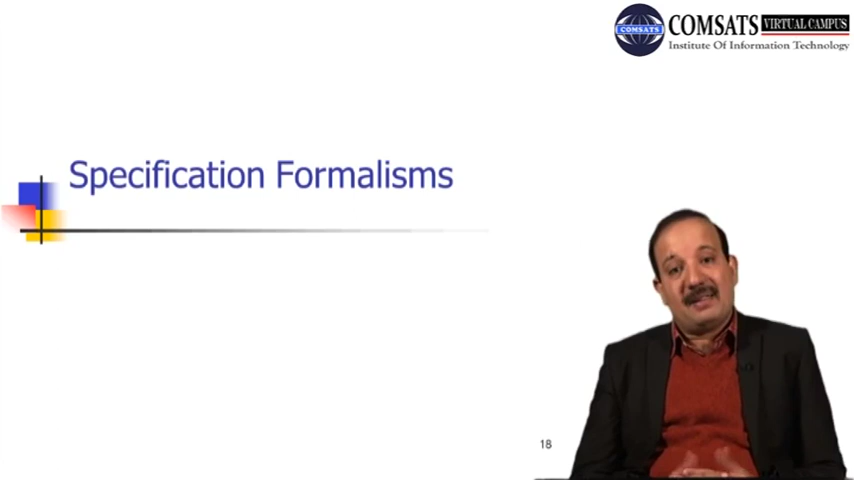 COMSATS
COMSATS VIRTUAL CAMPUS
Institute Of Information Technology
Specification Formalisms
18